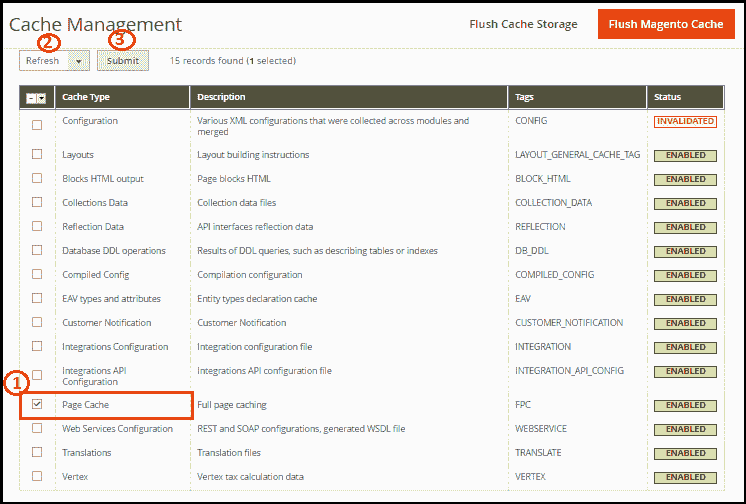 Cache Management
Flush Cache Storage
Flush Magento Cache
2
3
Refresh
Submit
15 records found (1 selected)
Cache Type Description Tags Status
Configuration Various XML configurations that were collected across modules and CONFIG INVALIDATED
merged
Layouts Layout building instructions LAYOUT_GENERAL_CACHE_TAG ENABLED
Blocks HTML output Page blocks HTML BLOCK_HTML ENABLED
Collections Data Collection data files COLLECTION_DATA ENABLED
Reflection Data API interfaces reflection data REFLECTION ENABLED
Database DDL operations Results of DDL queries, such as describing tables or indexes DB_DDL ENABLED
Compiled Config Compilation configuration COMPILED_CONFIG ENABLED
EAV types and attributes Entity types declaration cache EAV ENABLED
Customer Notification Customer Notification CUSTOMER_NOTIFICATION ENABLED
Integrations Configuration Integration configuration file INTEGRATION ENABLED
Integrations API Integrations API configuration file INTEGRATION_API_CONFIG ENABLED
Configuration
1
Page Cache Full page caching FPC ENABLED
Web Services Configuration REST and SOAP configurations, generated WSDL file WEBSERVICE ENABLED
Translations Translation files TRANSLATE ENABLED
Vertex Vertex tax calculation data VERTEX ENABLED